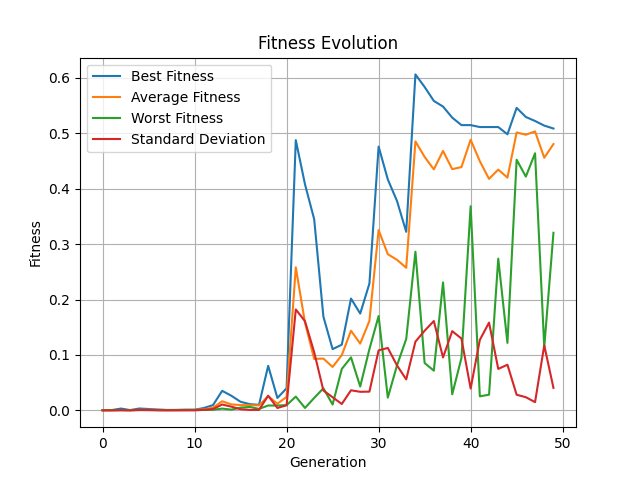 Fitness Evolution
Best Fitness
Average Fitness
Worst Fitness
Standard Deviation
0.6
0.5
0.4
0.3
0.2
0.1
0.0
Fitness
0 10 20 30 40 50
Generation